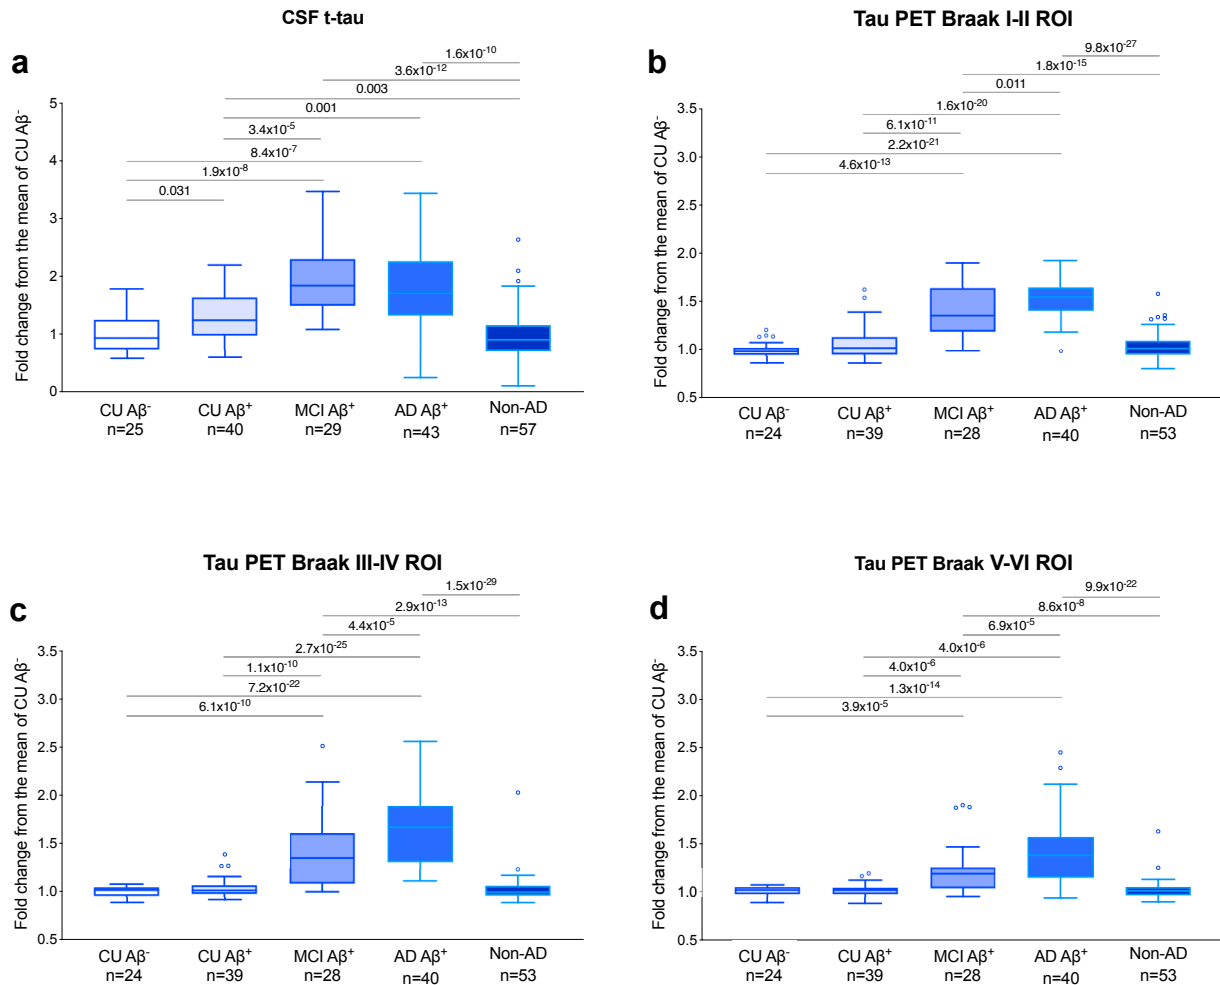 CSF t-tau
a
1.6x10⁻¹⁰
3.6x10⁻¹²
0.003
0.001
3.4x10⁻⁵
8.4x10⁻⁷
1.9x10⁻⁸
0.031
Fold change from the mean of CU Aβ⁻
5
4
3
2
1
0
CU Aβ⁻ CU Aβ⁺ MCI Aβ⁺ AD Aβ⁺ Non-AD
n=25 n=40 n=29 n=43 n=57
Tau PET Braak I-II ROI
b
9.8x10⁻²⁷
1.8x10⁻¹⁵
0.011
1.6x10⁻²⁰
6.1x10⁻¹¹
2.2x10⁻²¹
4.6x10⁻¹³
Fold change from the mean of CU Aβ⁻
3.5
3.0
2.5
2.0
1.5
1.0
0.5
CU Aβ⁻ CU Aβ⁺ MCI Aβ⁺ AD Aβ⁺ Non-AD
n=24 n=39 n=28 n=40 n=53
Tau PET Braak III-IV ROI
c
1.5x10⁻²⁹
2.9x10⁻¹³
4.4x10⁻⁵
2.7x10⁻²⁵
1.1x10⁻¹⁰
7.2x10⁻²²
6.1x10⁻¹⁰
Fold change from the mean of CU Aβ⁻
3.5
3.0
2.5
2.0
1.5
1.0
0.5
CU Aβ⁻ CU Aβ⁺ MCI Aβ⁺ AD Aβ⁺ Non-AD
n=24 n=39 n=28 n=40 n=53
Tau PET Braak V-VI ROI
d
9.9x10⁻²²
8.6x10⁻⁸
6.9x10⁻⁵
4.0x10⁻⁶
4.0x10⁻⁶
1.3x10⁻¹⁴
3.9x10⁻⁵
Fold change from the mean of CU Aβ⁻
3.5
3.0
2.5
2.0
1.5
1.0
0.5
CU Aβ⁻ CU Aβ⁺ MCI Aβ⁺ AD Aβ⁺ Non-AD
n=24 n=39 n=28 n=40 n=53